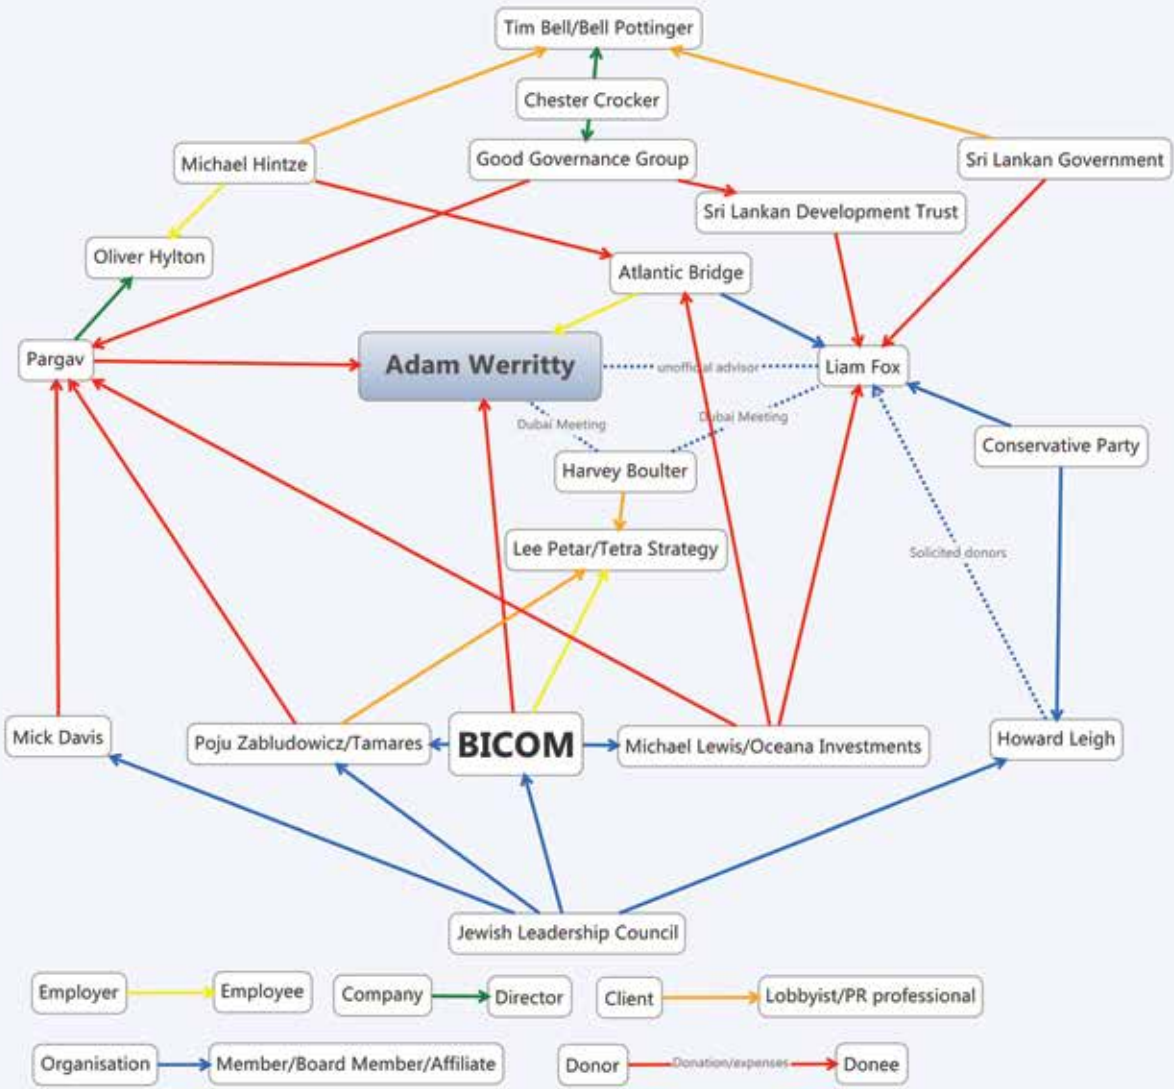 Tim Bell/Bell Pottinger
Chester Crocker
Michael Hintze
Good Governance Group
Sri Lankan Government
Sri Lankan Development Trust
Oliver Hylton
Atlantic Bridge
Pargav
Adam Werritty
unofficial advisor
Liam Fox
Dubai Meeting
Dubai Meeting
Harvey Boulter
Conservative Party
Lee Petar/Tetra Strategy
Solicited donors
Mick Davis
Poju Zabludowicz/Tamares
BICOM
Michael Lewis/Oceana Investments
Howard Leigh
Jewish Leadership Council
Employer
Employee
Company
Director
Client
Lobbyist/PR professional
Organisation
Member/Board Member/Affiliate
Donor
Donation/expenses
Donee